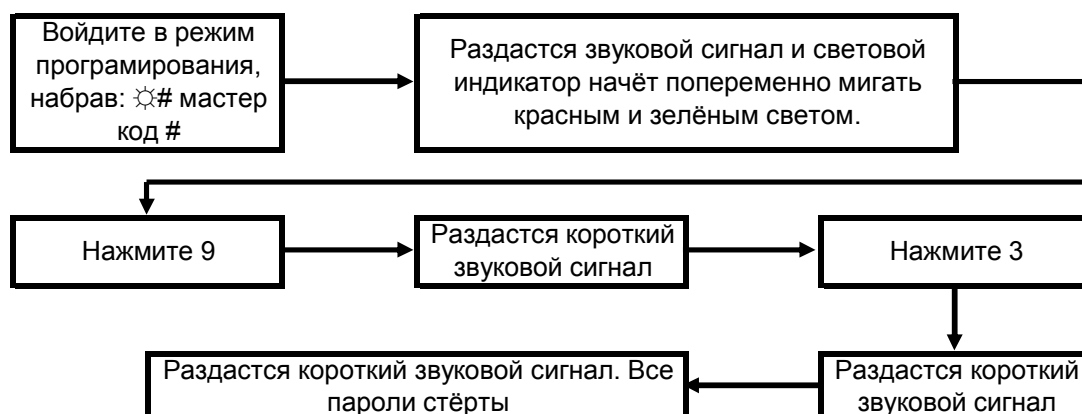 Войдите в режим
програмирования,
набрав: ☼# мастер
код #
Раздастся звуковой сигнал и световой
индикатор начёт попеременно мигать
красным и зелёным светом.
Нажмите 9
Раздастся короткий
звуковой сигнал
Нажмите 3
Раздастся короткий
звуковой сигнал
Раздастся короткий звуковой сигнал. Все
пароли стёрты